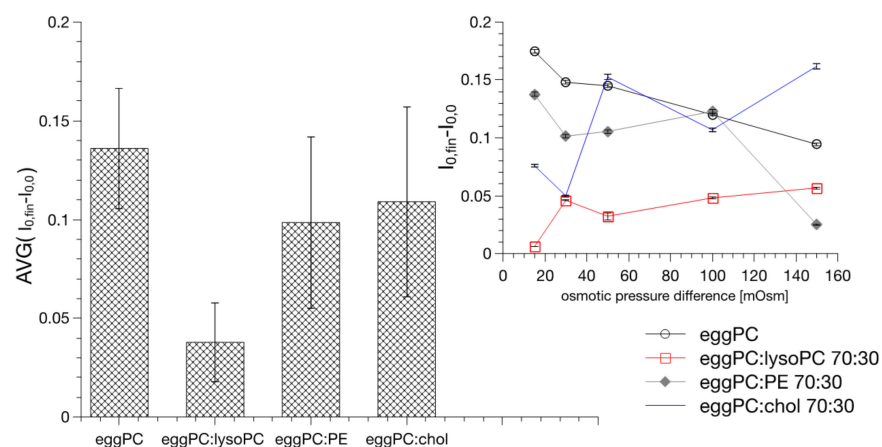 0.2
0.15
0.1
0.05
0
AVG( I0,fin-I0,0)
eggPC
eggPC:lysoPC
eggPC:PE
eggPC:chol
0.2
0.15
0.1
0.05
0
I0,fin-I0,0
0
20
40
60
80
100
120
140
160
osmotic pressure difference [mOsm]
eggPC
eggPC:lysoPC 70:30
eggPC:PE 70:30
eggPC:chol 70:30